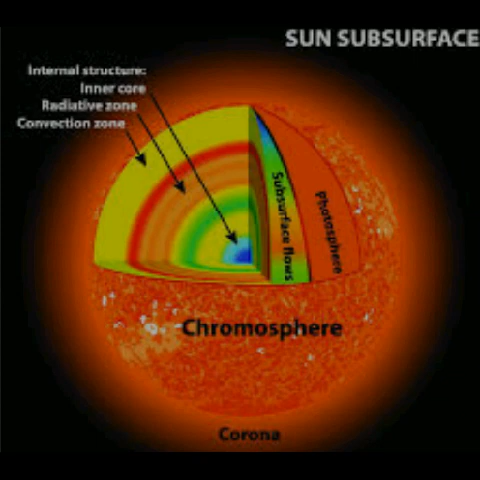 SUN SUBSURFACE
Internal structure:
Inner core
Radiative zone
Convection zone
Subsurface flows
Photosphere
Chromosphere
Corona